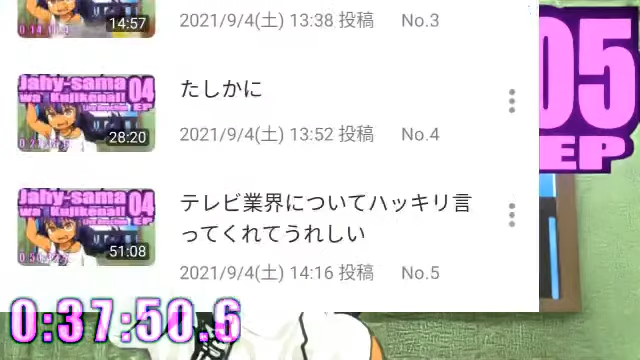 14:57
2021/9/4(土) 13:38 投稿 No.3
05
EP
Jahy-sama
wa Kujikenai!
04
EP
28:20
たしかに
2021/9/4(土) 13:52 投稿 No.4
Jahy-sama
wa Kujikenai!
04
EP
51:08
テレビ業界についてハッキリ言
ってくれてうれしい
2021/9/4(土) 14:16 投稿 No.5
0:37:50.6